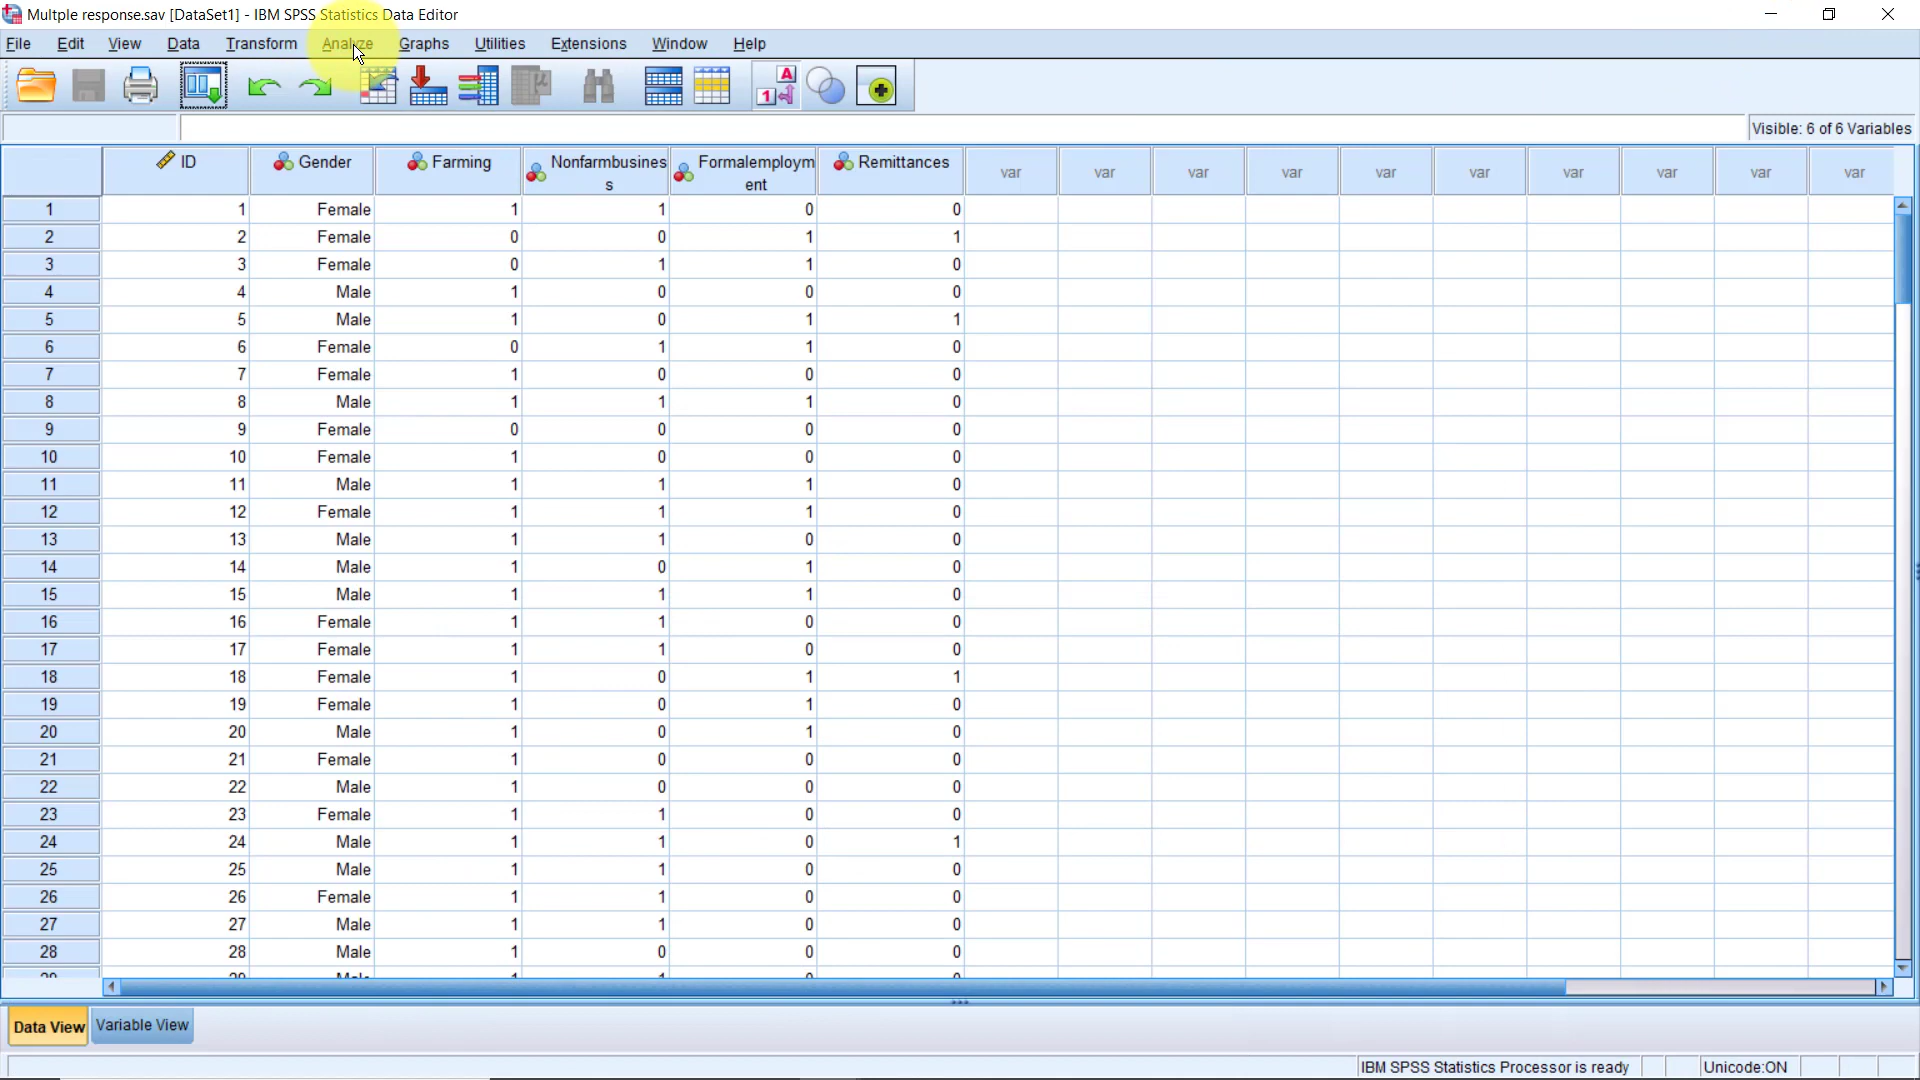 Multple response.sav [DataSet1] - IBM SPSS Statistics Data Editor
File Edit View Data Transform Analyze Graphs Utilities Extensions Window Help
Visible: 6 of 6 Variables
ID Gender Farming Nonfarmbusiness Formalemployment Remittances var var var var var var var var var var
1 1 Female 1 1 0 0
2 2 Female 0 0 1 1
3 3 Female 0 1 1 0
4 4 Male 1 0 0 0
5 5 Male 1 0 1 1
6 6 Female 0 1 1 0
7 7 Female 1 0 0 0
8 8 Male 1 1 1 0
9 9 Female 0 0 0 0
10 10 Female 1 0 0 0
11 11 Male 1 1 1 0
12 12 Female 1 1 1 0
13 13 Male 1 1 0 0
14 14 Male 1 0 1 0
15 15 Male 1 1 1 0
16 16 Female 1 1 0 0
17 17 Female 1 1 0 0
18 18 Female 1 0 1 1
19 19 Female 1 0 1 0
20 20 Male 1 0 1 0
21 21 Female 1 0 0 0
22 22 Male 1 0 0 0
23 23 Female 1 1 0 0
24 24 Male 1 1 0 1
25 25 Male 1 1 0 0
26 26 Female 1 1 0 0
27 27 Male 1 1 0 0
28 28 Male 1 0 0 0
29 29 Male 1 1 0 0
Data View Variable View
IBM SPSS Statistics Processor is ready Unicode:ON